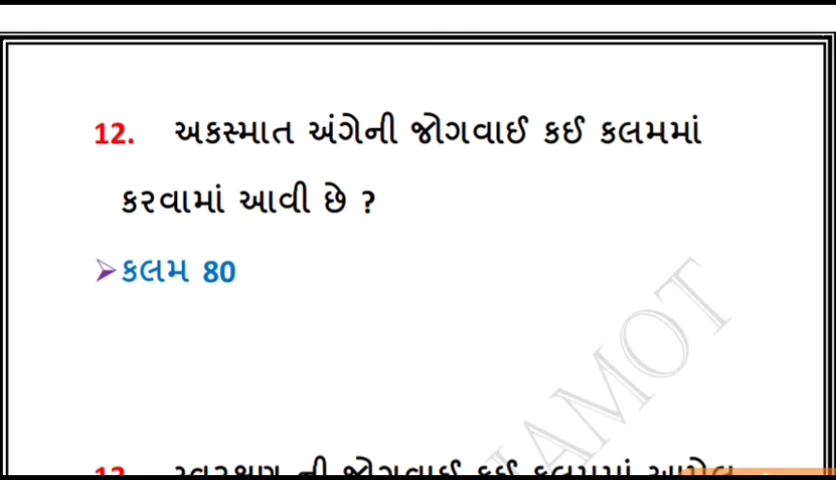 12. અકસ્માત અંગેની જોગવાઈ કઈ કલમમાં
કરવામાં આવી છે ?
➢કલમ 80